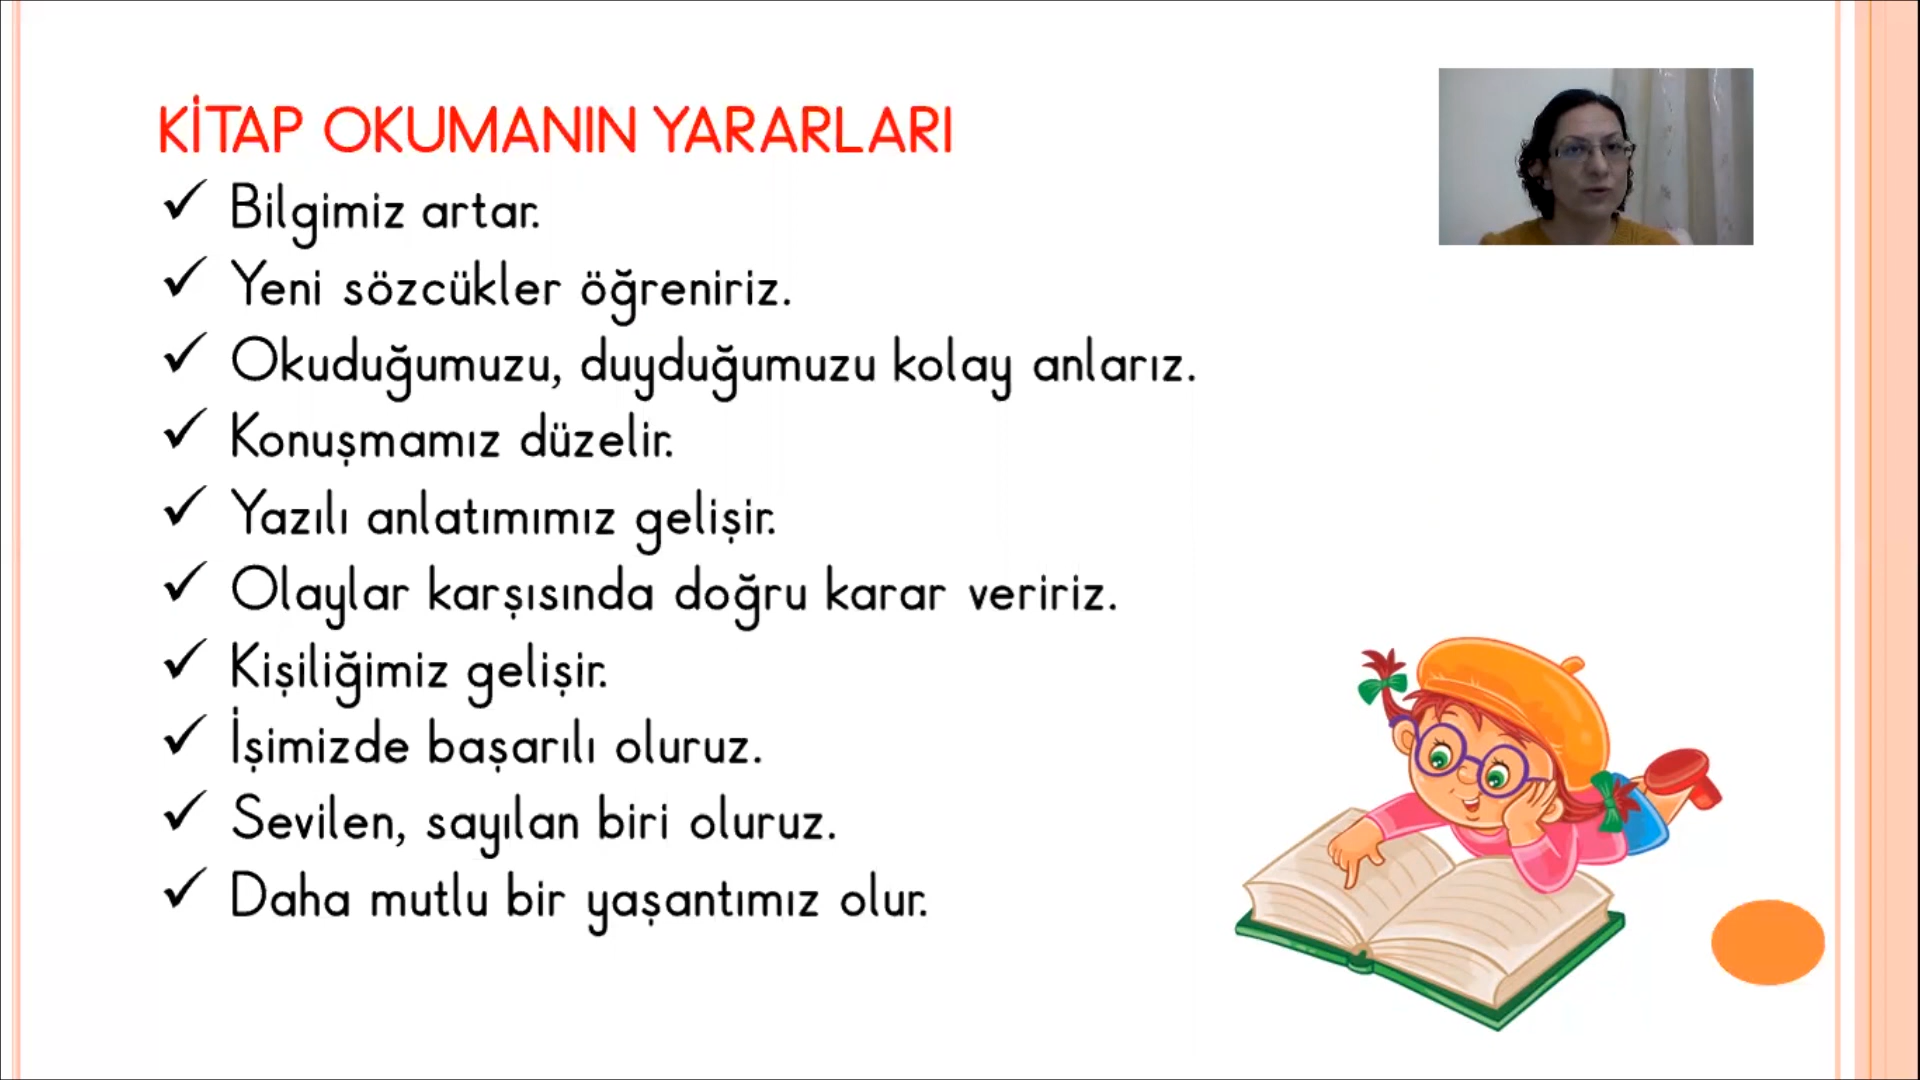 KİTAP OKUMANIN YARARLARI
✓ Bilgimiz artar.
✓ Yeni sözcükler öğreniriz.
✓ Okuduğumuzu, duyduğumuzu kolay anlarız.
✓ Konuşmamız düzelir.
✓ Yazılı anlatımımız gelişir.
✓ Olaylar karşısında doğru karar veririz.
✓ Kişiliğimiz gelişir.
✓ İşimizde başarılı oluruz.
✓ Sevilen, sayılan biri oluruz.
✓ Daha mutlu bir yaşantımız olur.